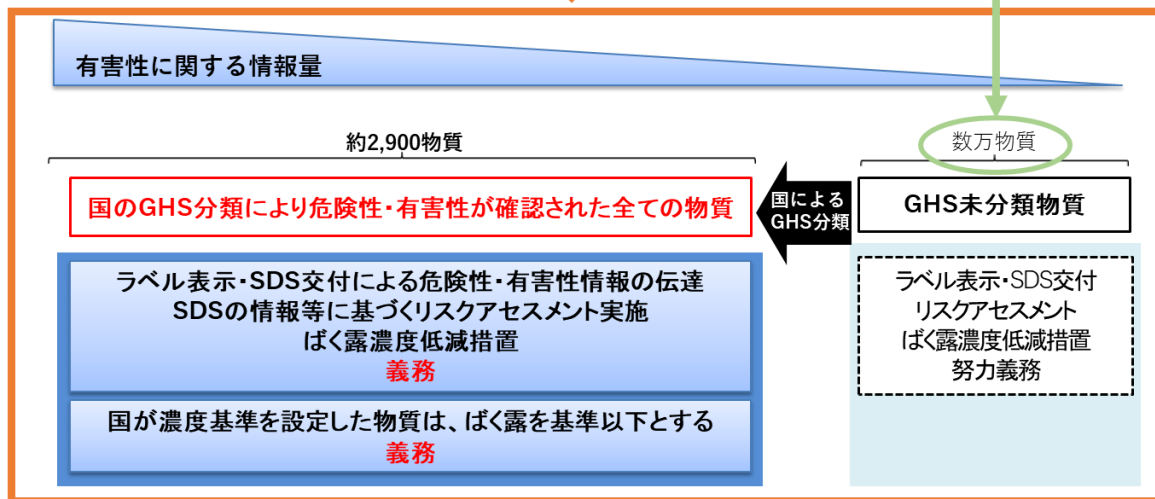 有害性に関する情報量
約2,900物質
数万物質
国のGHS分類により危険性・有害性が確認された全ての物質
国による
GHS分類
GHS未分類物質
ラベル表示・SDS交付による危険性・有害性情報の伝達
SDSの情報等に基づくリスクアセスメント実施
ばく露濃度低減措置
義務
ラベル表示・SDS交付
リスクアセスメント
ばく露濃度低減措置
努力義務
国が濃度基準を設定した物質は、ばく露を基準以下とする
義務